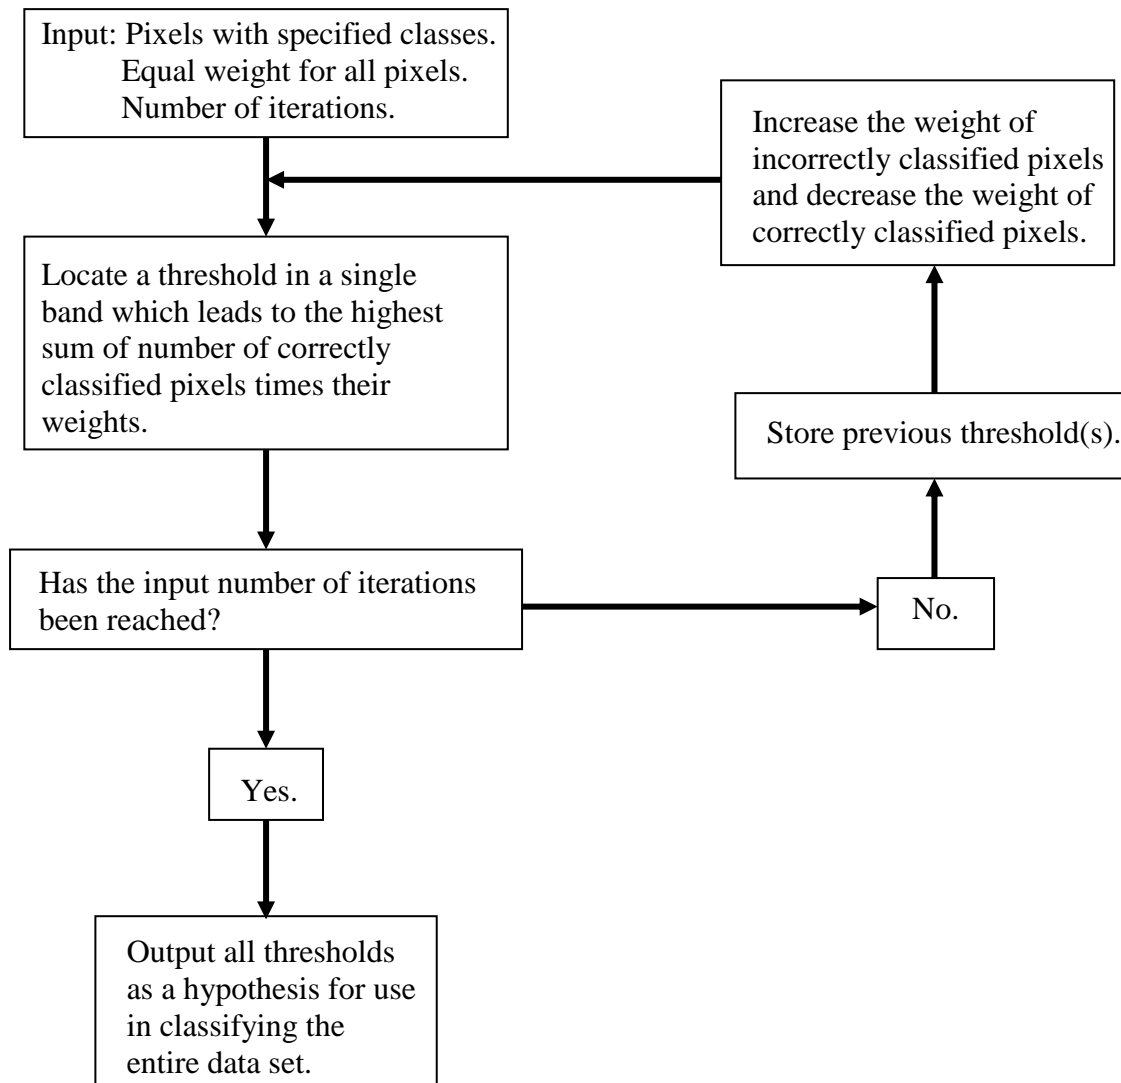 Input: Pixels with specified classes.
Equal weight for all pixels.
Number of iterations.
Increase the weight of
incorrectly classified pixels
and decrease the weight of
correctly classified pixels.
Locate a threshold in a single
band which leads to the highest
sum of number of correctly
classified pixels times their
weights.
Store previous threshold(s).
Has the input number of iterations
been reached?
No.
Yes.
Output all thresholds
as a hypothesis for use
in classifying the
entire data set.